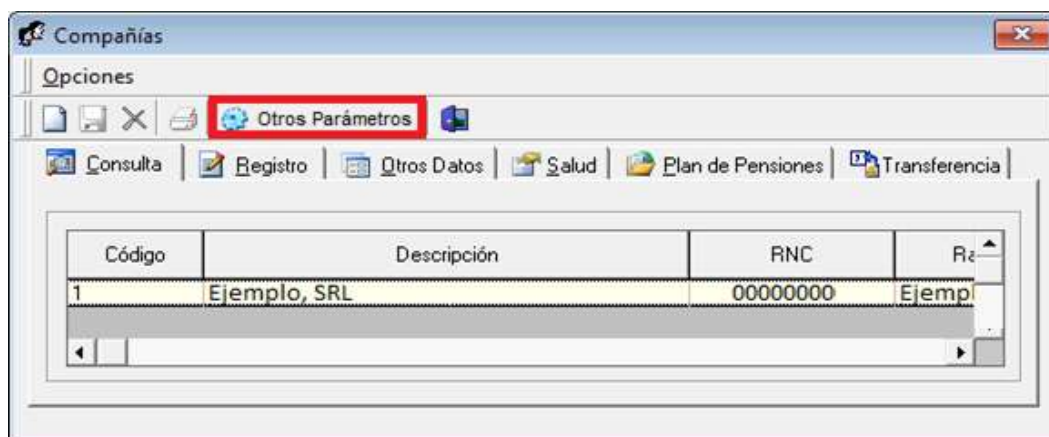 Compañías
Opciones
Otros Parámetros
Consulta Registro Otros Datos Salud Plan de Pensiones Transferencia
Código Descripción RNC
1 Ejemplo, SRL 00000000